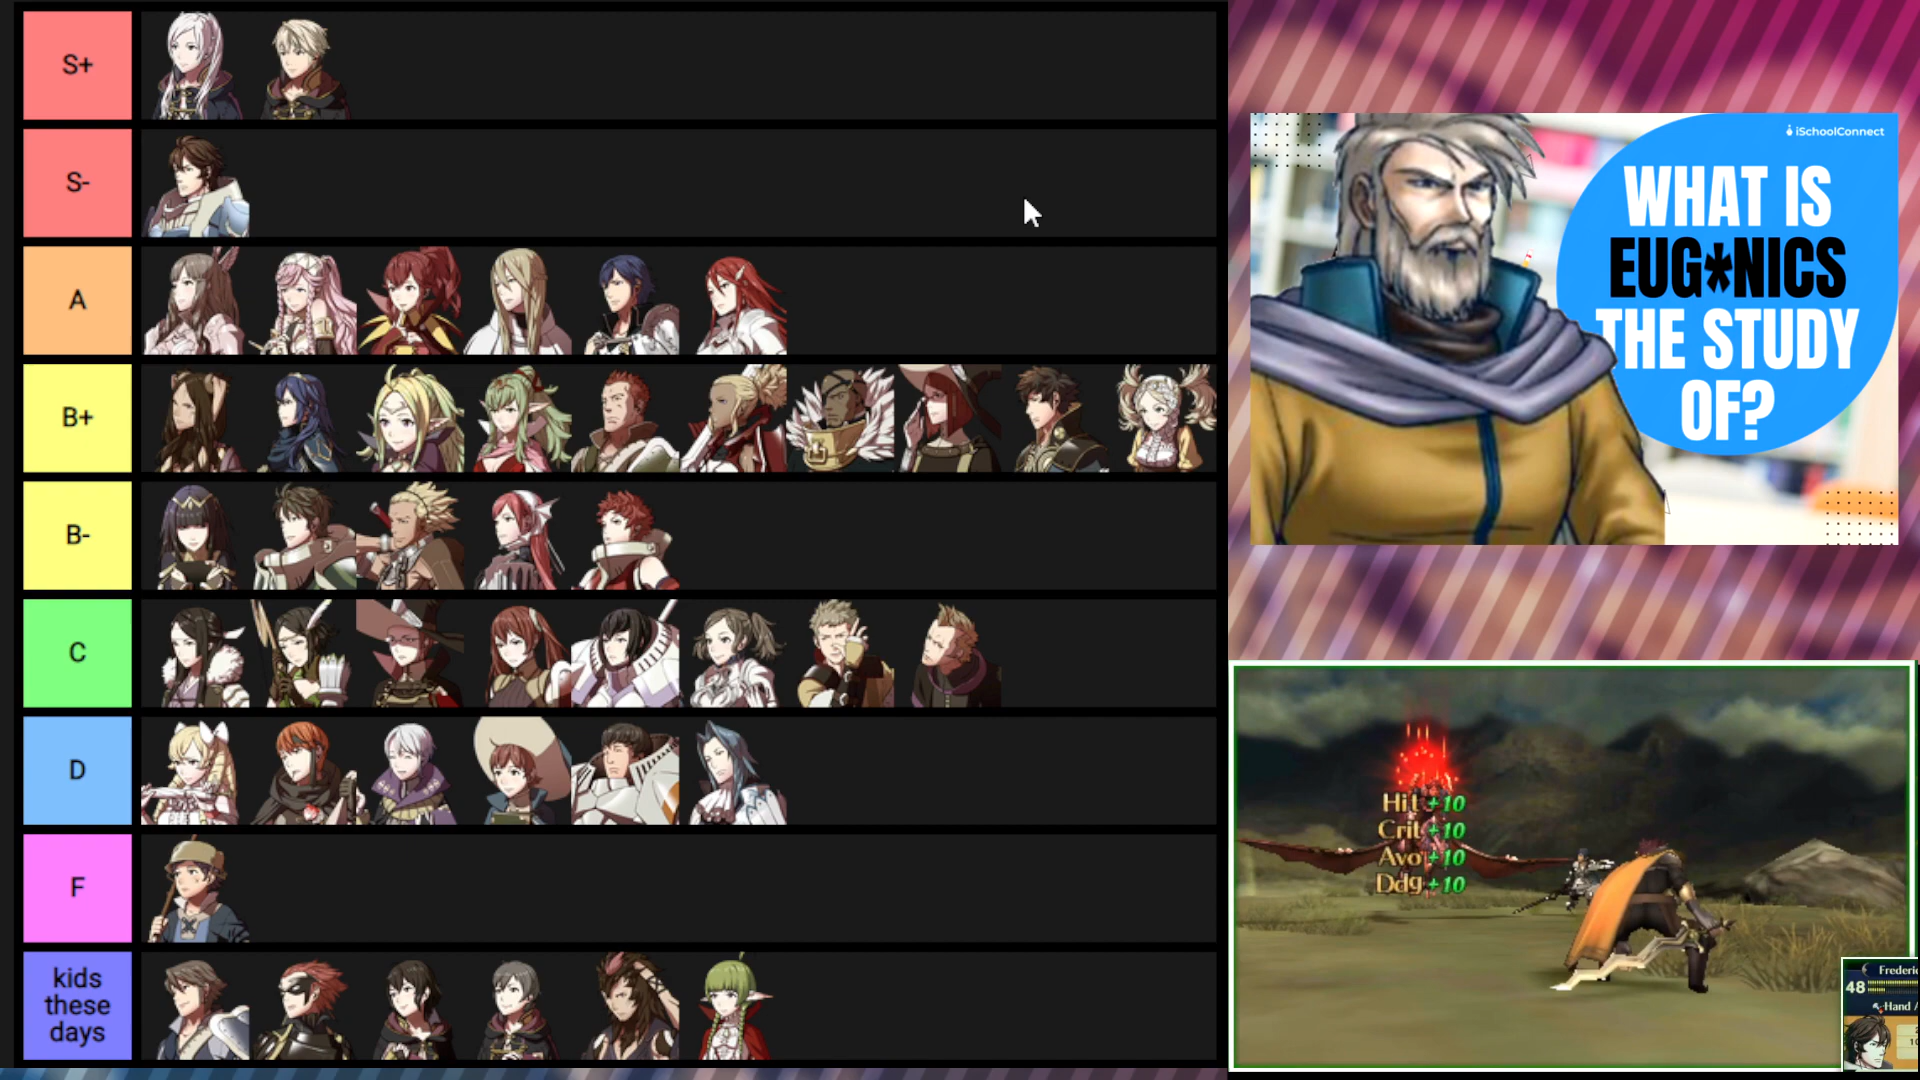 S+
S-
A
B+
B-
C
D
F
kids
these
days
iSchoolConnect
WHAT IS
EUG*NICS
THE STUDY
OF?
Hit +10
Crit +10
Avo +10
Ddg +10
48
Hand